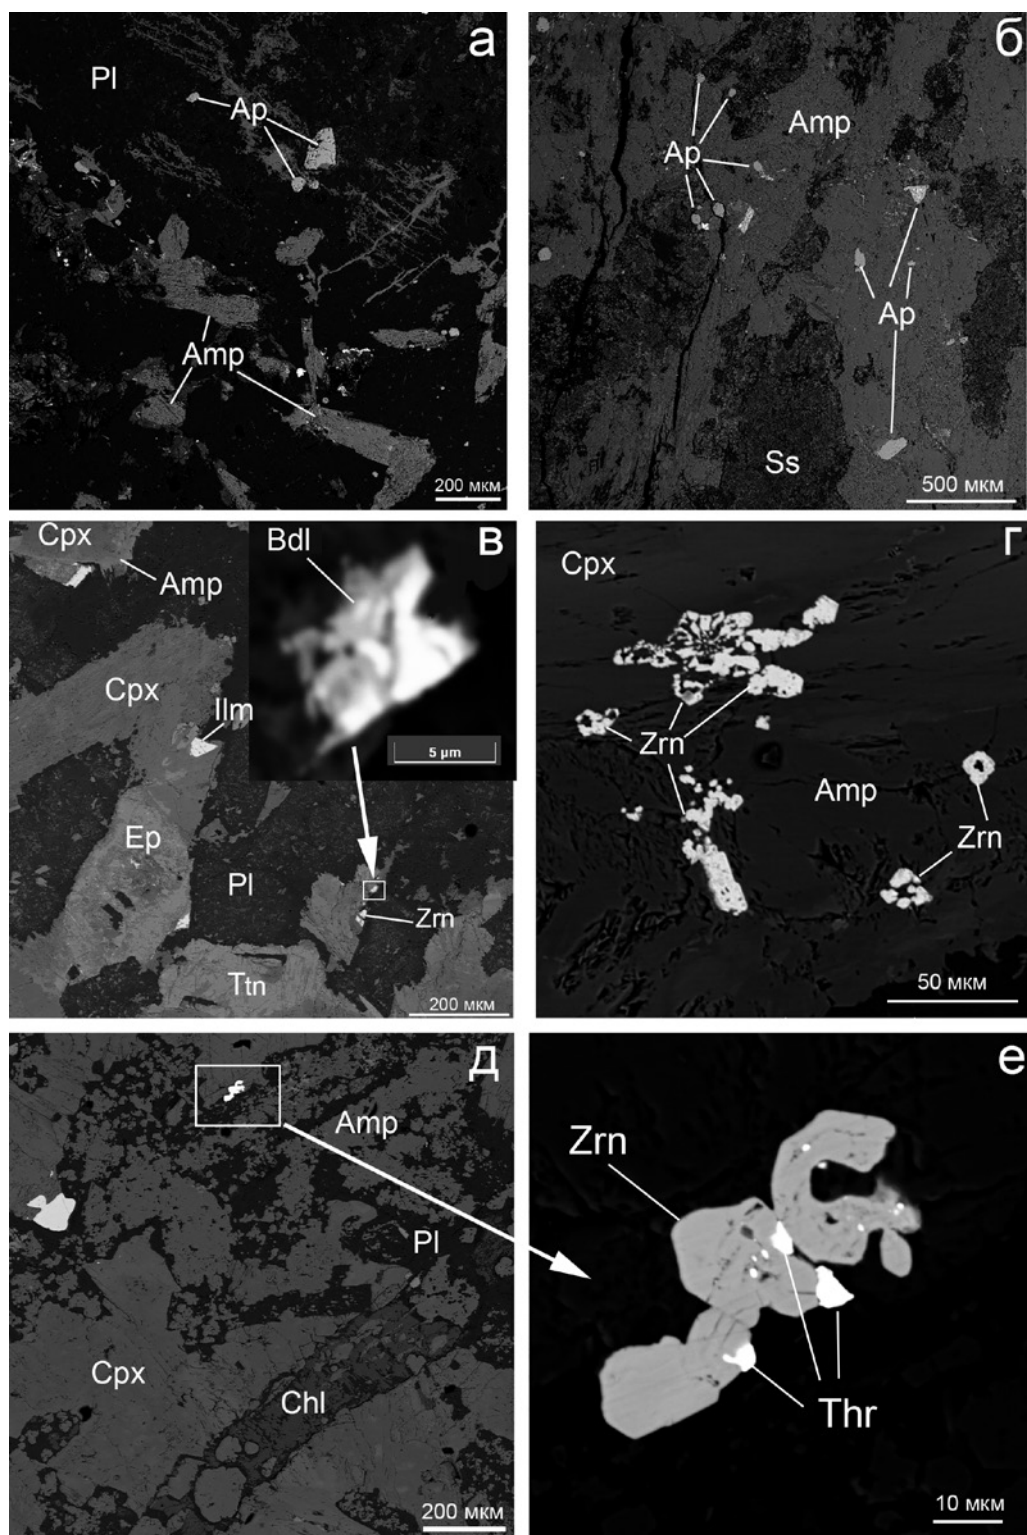 а
Pl
Ap
Amp
200 мкм
б
Amp
Ap
Ap
Ss
500 мкм
в
Cpx
Bdl
Amp
Cpx
Ilm
5 µm
Ep
Pl
Zrn
Ttn
200 мкм
г
Cpx
Zrn
Amp
Zrn
50 мкм
д
Amp
Pl
Cpx
Chl
200 мкм
е
Zrn
Thr
10 мкм